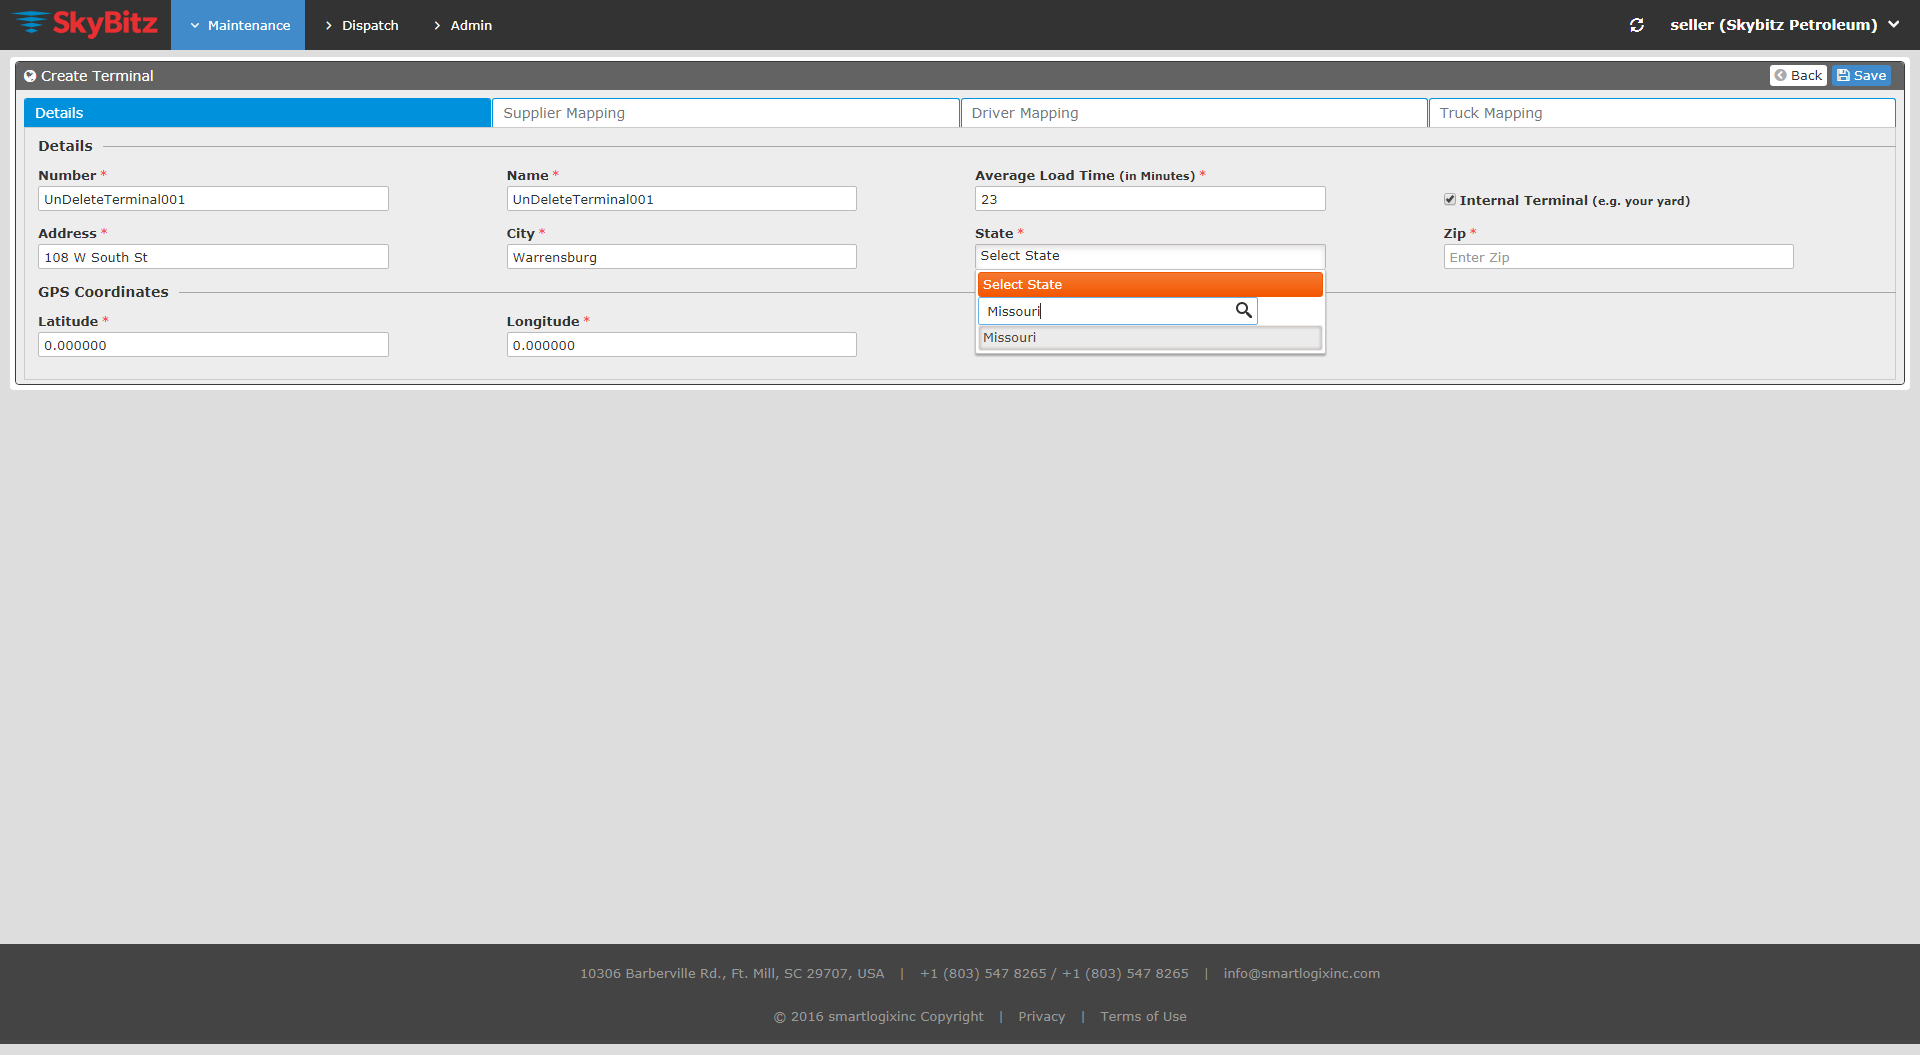 SkyBitz Maintenance Dispatch Admin seller (Skybitz Petroleum)
Create Terminal Back Save
Details Supplier Mapping Driver Mapping Truck Mapping
Details
Number * Name * Average Load Time (in Minutes) *
UnDeleteTerminal001 UnDeleteTerminal001 23 Internal Terminal (e.g. your yard)
Address * City * State * Zip *
108 W South St Warrensburg Select State Enter Zip
Select State
GPS Coordinates
Missouri
Latitude * Longitude *
Missouri
0.000000 0.000000
10306 Barberville Rd., Ft. Mill, SC 29707, USA | +1 (803) 547 8265 / +1 (803) 547 8265 | info@smartlogixinc.com
© 2016 smartlogixinc Copyright | Privacy | Terms of Use